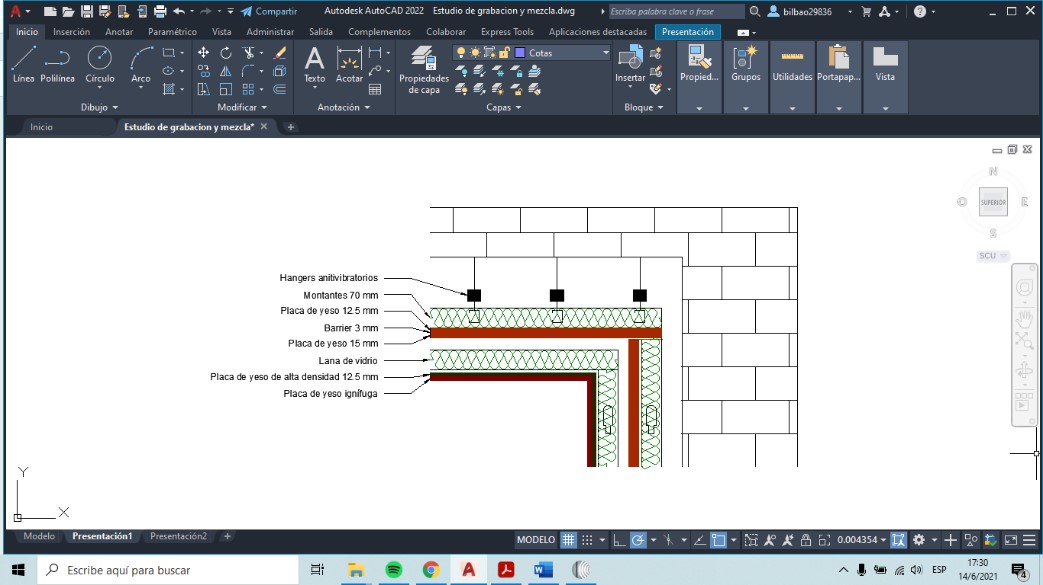 Compartir Autodesk AutoCAD 2022 Estudio de grabacion y mezcla.dwg Escriba palabra clave o frase bilbao29836
Inicio Inserción Anotar Paramétrico Vista Administrar Salida Complementos Colaborar Express Tools Aplicaciones destacadas Presentación
Cotas
Línea Polilínea Círculo Arco Texto Acotar Propiedades de capa Insertar Propied... Grupos Utilidades Portapap... Vista
Dibujo Modificar Anotación Capas Bloque
Inicio Estudio de grabacion y mezcla*
N
O SUPERIOR E
S
SCU
Hangers anitivibratorios
Montantes 70 mm
Placa de yeso 12.5 mm
Barrier 3 mm
Placa de yeso 15 mm
Lana de vidrio
Placa de yeso de alta densidad 12.5 mm
Placa de yeso ignífuga
Y
X
Modelo Presentación1 Presentación2 MODELO 0.004354
Escribe aquí para buscar ESP 17:30
14/6/2021 4